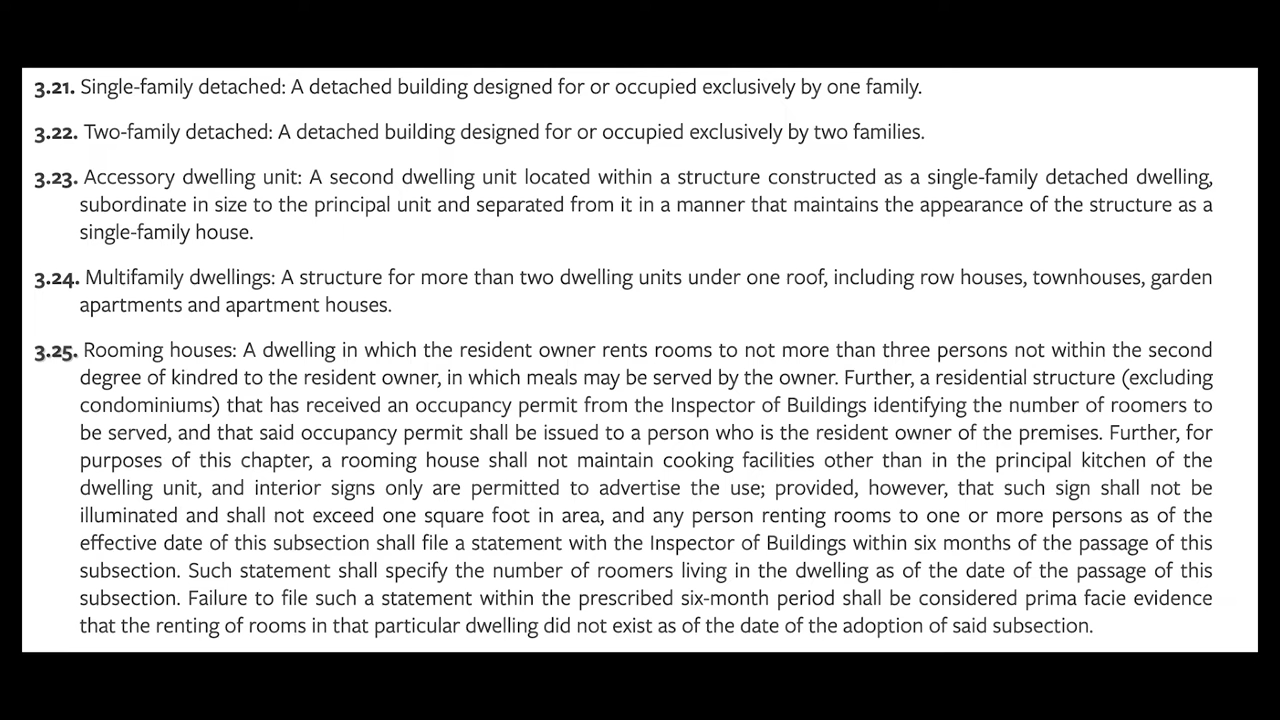 3.21. Single-family detached: A detached building designed for or occupied exclusively by one family.
3.22. Two-family detached: A detached building designed for or occupied exclusively by two families.
3.23. Accessory dwelling unit: A second dwelling unit located within a structure constructed as a single-family detached dwelling,
subordinate in size to the principal unit and separated from it in a manner that maintains the appearance of the structure as a
single-family house.
3.24. Multifamily dwellings: A structure for more than two dwelling units under one roof, including row houses, townhouses, garden
apartments and apartment houses.
3.25. Rooming houses: A dwelling in which the resident owner rents rooms to not more than three persons not within the second
degree of kindred to the resident owner, in which meals may be served by the owner. Further, a residential structure (excluding
condominiums) that has received an occupancy permit from the Inspector of Buildings identifying the number of roomers to
be served, and that said occupancy permit shall be issued to a person who is the resident owner of the premises. Further, for
purposes of this chapter, a rooming house shall not maintain cooking facilities other than in the principal kitchen of the
dwelling unit, and interior signs only are permitted to advertise the use; provided, however, that such sign shall not be
illuminated and shall not exceed one square foot in area, and any person renting rooms to one or more persons as of the
effective date of this subsection shall file a statement with the Inspector of Buildings within six months of the passage of this
subsection. Such statement shall specify the number of roomers living in the dwelling as of the date of the passage of this
subsection. Failure to file such a statement within the prescribed six-month period shall be considered prima facie evidence
that the renting of rooms in that particular dwelling did not exist as of the date of the adoption of said subsection.